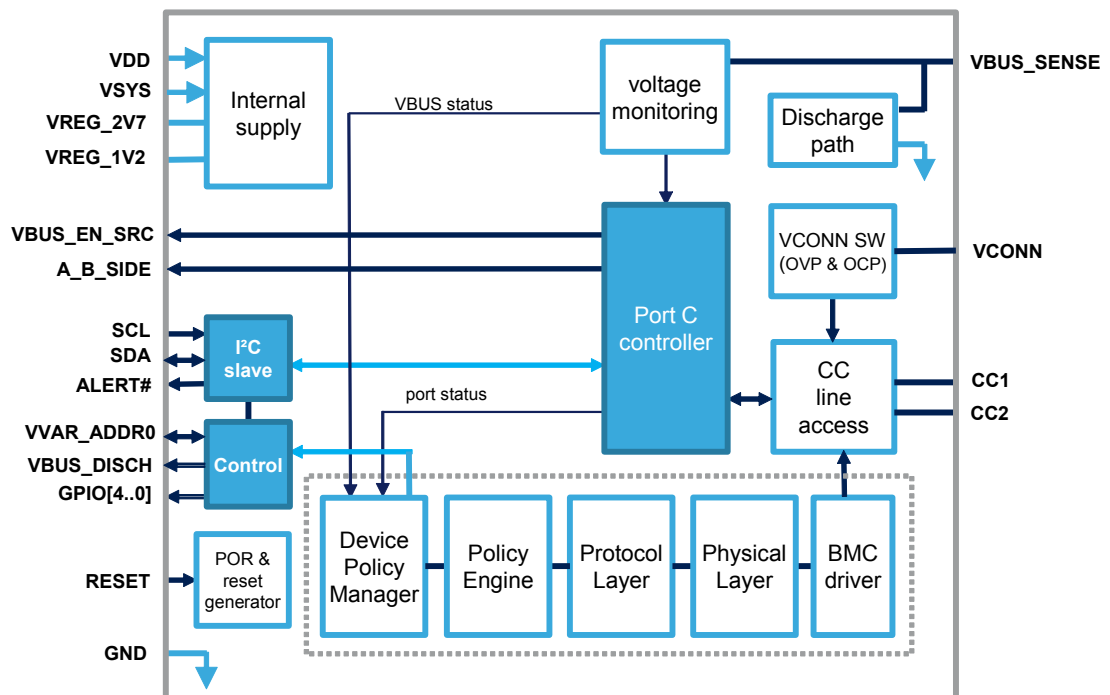 VDD
VSYS
VREG_2V7
VREG_1V2
Internal
supply
VBUS status
voltage
monitoring
VBUS_SENSE
Discharge
path
VBUS_EN_SRC
A_B_SIDE
VCONN SW
(OVP & OCP)
VCONN
SCL
SDA
ALERT#
I²C
slave
Port C
controller
CC
line
access
CC1
CC2
port status
VVAR_ADDR0
VBUS_DISCH
GPIO[4..0]
Control
RESET
POR &
reset
generator
Device
Policy
Manager
Policy
Engine
Protocol
Layer
Physical
Layer
BMC
driver
GND